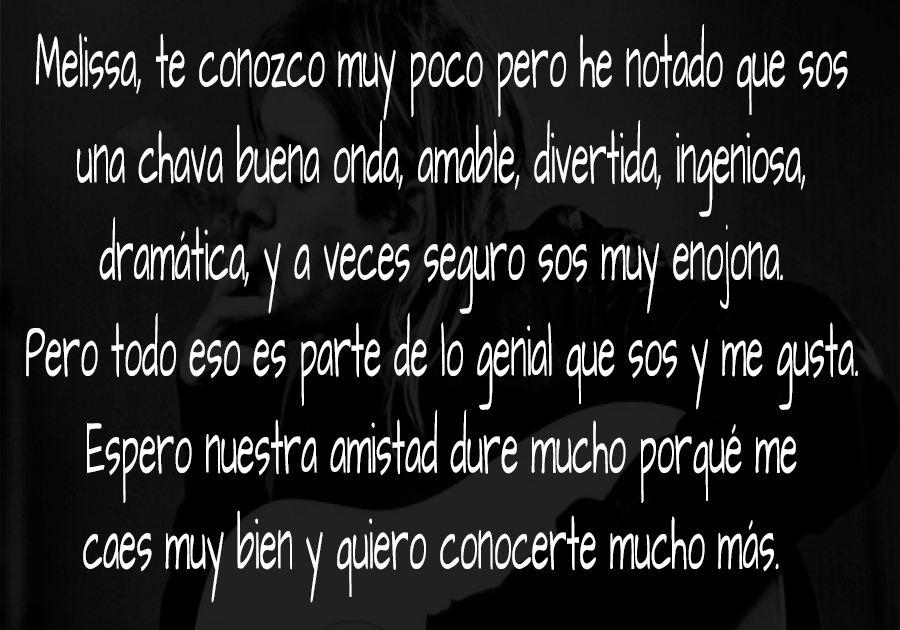 Melissa, te conozco muy poco pero he notado que sos
una chava buena onda, amable, divertida, ingeniosa,
dramática, y a veces seguro sos muy enojona.
Pero todo eso es parte de lo genial que sos y me gusta.
Espero nuestra amistad dure mucho porqué me
caes muy bien y quiero conocerte mucho más.